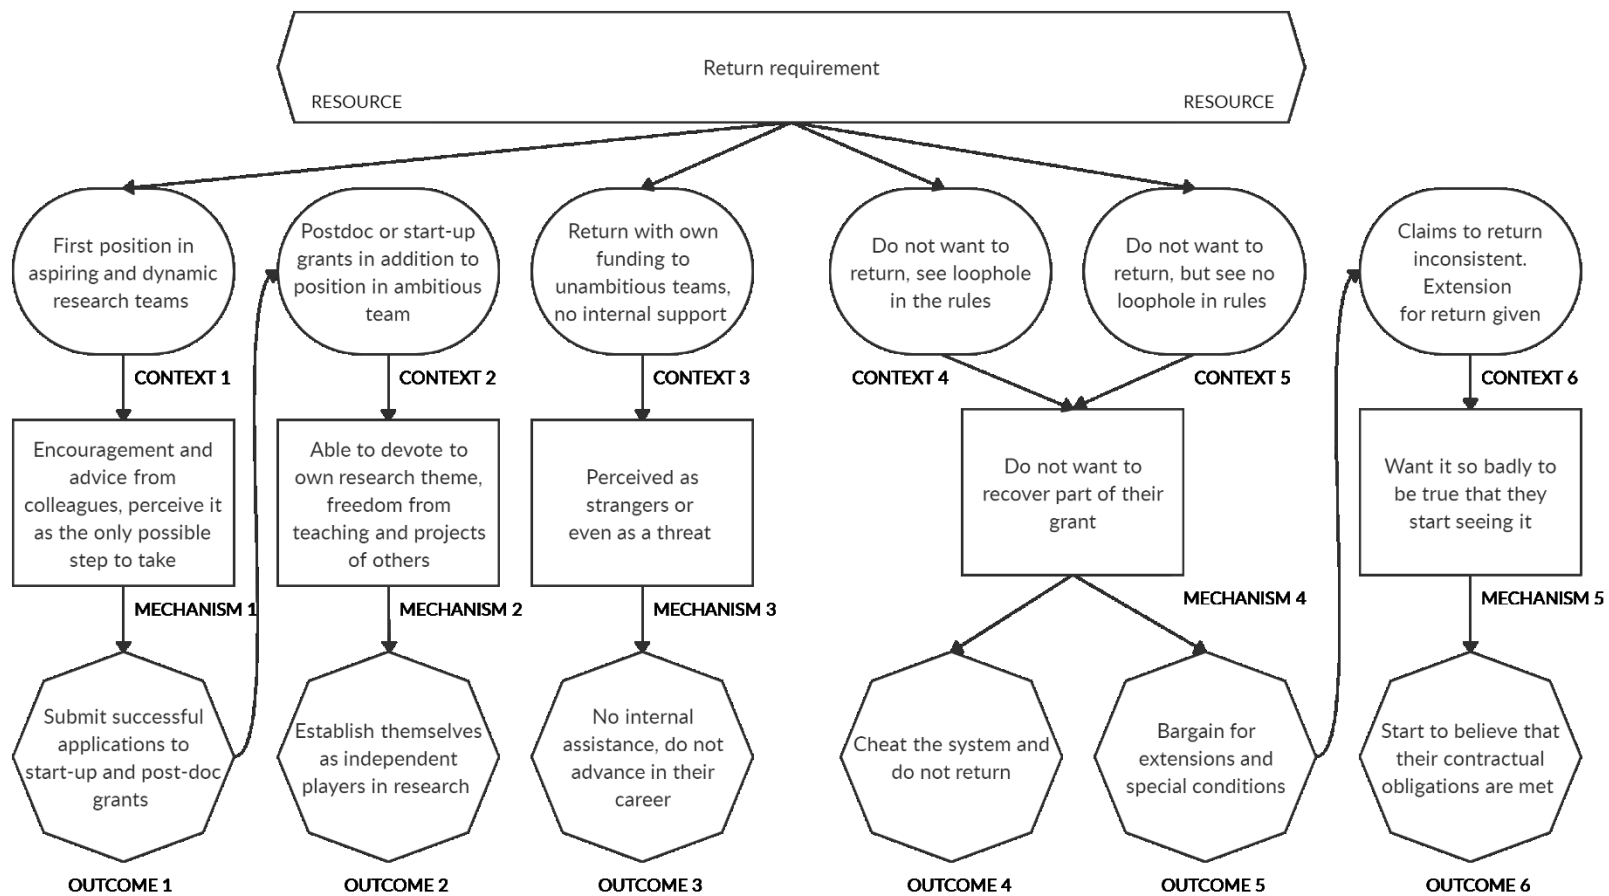 Return requirement
RESOURCE
RESOURCE
First position in
aspiring and dynamic
research teams
CONTEXT 1
Postdoc or start-up
grants in addition to
position in ambitious
team
CONTEXT 2
Return with own
funding to
unambitious teams,
no internal support
CONTEXT 3
Do not want to
return, see loophole
in the rules
CONTEXT 4
Do not want to
return, but see no
loophole in rules
CONTEXT 5
Claims to return
inconsistent.
Extension
for return given
CONTEXT 6
Encouragement and
advice from
colleagues, perceive it
as the only possible
step to take
MECHANISM 1
Able to devote to
own research theme,
freedom from
teaching and projects
of others
MECHANISM 2
Perceived as
strangers or
even as a threat
MECHANISM 3
Do not want to
recover part of their
grant
MECHANISM 4
Want it so badly to
be true that they
start seeing it
MECHANISM 5
Submit successful
applications to
start-up and post-doc
grants
OUTCOME 1
Establish themselves
as independent
players in research
OUTCOME 2
No internal
assistance, do not
advance in their
career
OUTCOME 3
Cheat the system and
do not return
OUTCOME 4
Bargain for
extensions and
special conditions
OUTCOME 5
Start to believe that
their contractual
obligations are met
OUTCOME 6